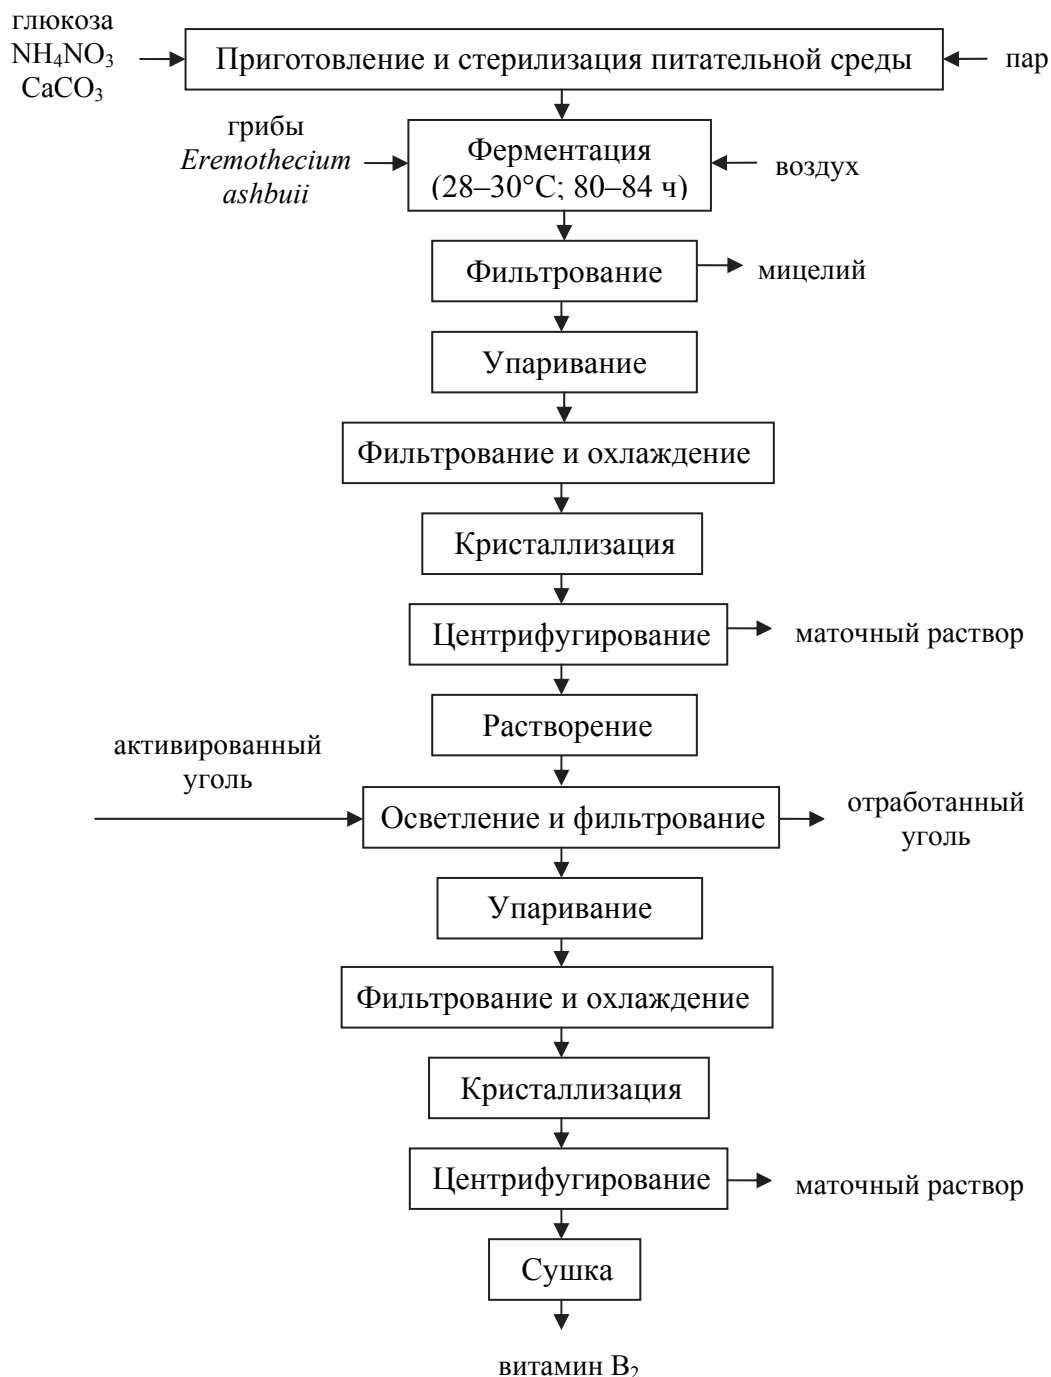 глюкоза
NH₄NO₃
CaCO₃
Приготовление и стерилизация питательной среды
пар
грибы
Eremothecium
ashbuii
Ферментация
(28–30°C; 80–84 ч)
воздух
Фильтрование
мицелий
Упаривание
Фильтрование и охлаждение
Кристаллизация
Центрифугирование
маточный раствор
Растворение
активированный
уголь
Осветление и фильтрование
отработанный
уголь
Упаривание
Фильтрование и охлаждение
Кристаллизация
Центрифугирование
маточный раствор
Сушка
витамин B₂